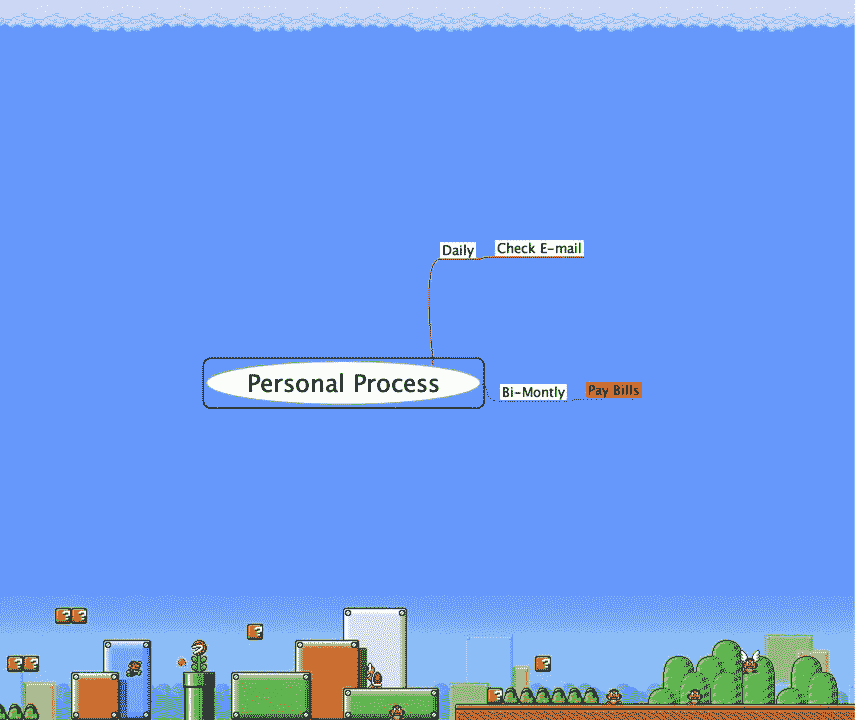 Daily
Check E-mail
Personal Process
Bi-Montly
Pay Bills
? ?
?
? ?
?
?